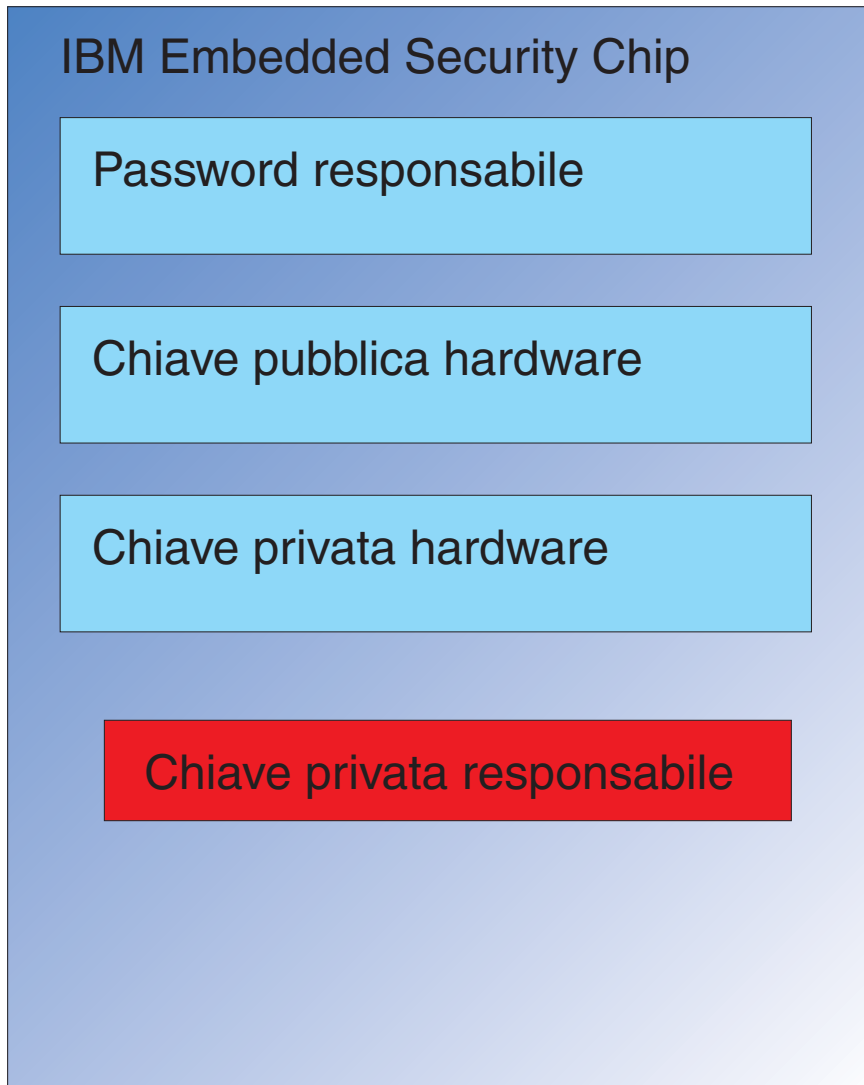 IBM Embedded Security Chip
Password responsabile
Chiave pubblica hardware
Chiave privata hardware
Chiave privata responsabile